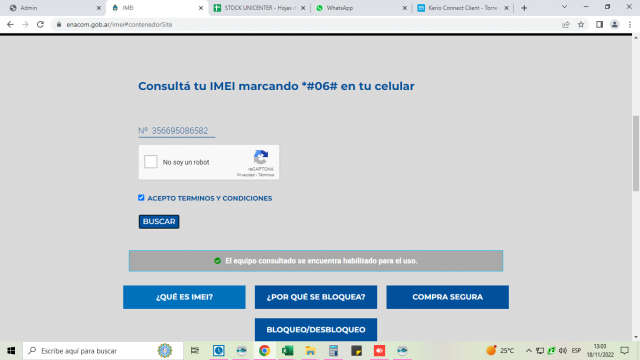 Admin
IMEI
STOCK UNICENTER - Hojas d
WhatsApp
Kerio Connect Client - Torre
enacom.gob.ar/imei#contenedorSite
Consultá tu IMEI marcando *#06# en tu celular
Nº 356695086582
No soy un robot
reCAPTCHA
Privacidad - Términos
ACEPTO TERMINOS Y CONDICIONES
BUSCAR
El equipo consultado se encuentra habilitado para el uso.
¿QUÉ ES IMEI?
¿POR QUÉ SE BLOQUEA?
COMPRA SEGURA
BLOQUEO/DESBLOQUEO
Escribe aquí para buscar
25°C
ESP
13:03
18/11/2022